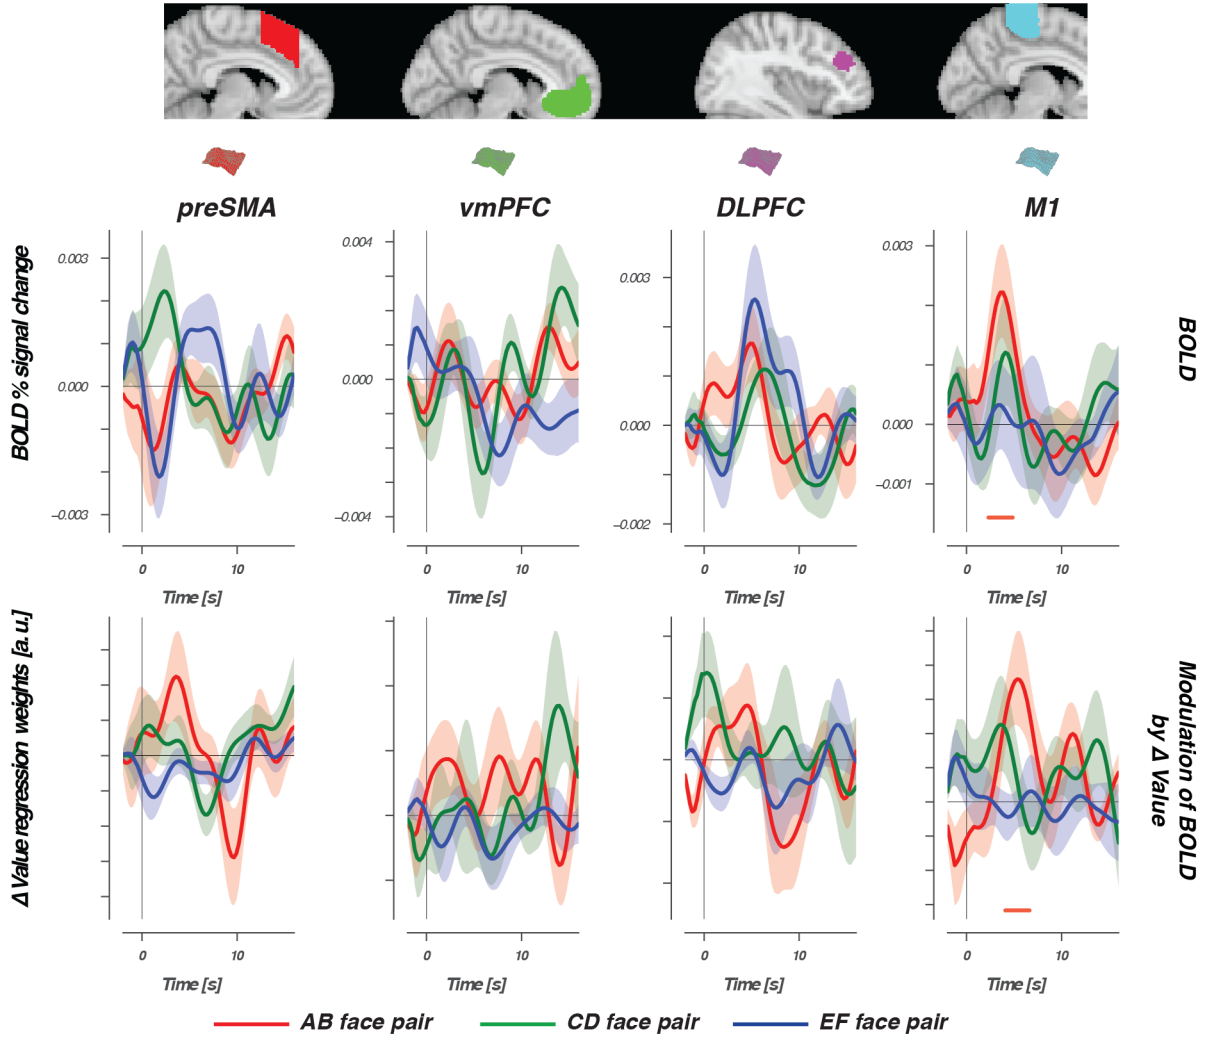 preSMA vmPFC DLPFC M1
BOLD % signal change
0.003
0.000
−0.003
0.004
0.000
−0.004
0.003
0.000
−0.002
0.003
0.000
−0.001
BOLD
0 10 0 10 0 10 0 10
Time [s] Time [s] Time [s] Time [s]
Δ Value regression weights [a.u.]
Modulation of BOLD
by Δ Value
0 10 0 10 0 10 0 10
Time [s] Time [s] Time [s] Time [s]
AB face pair CD face pair EF face pair